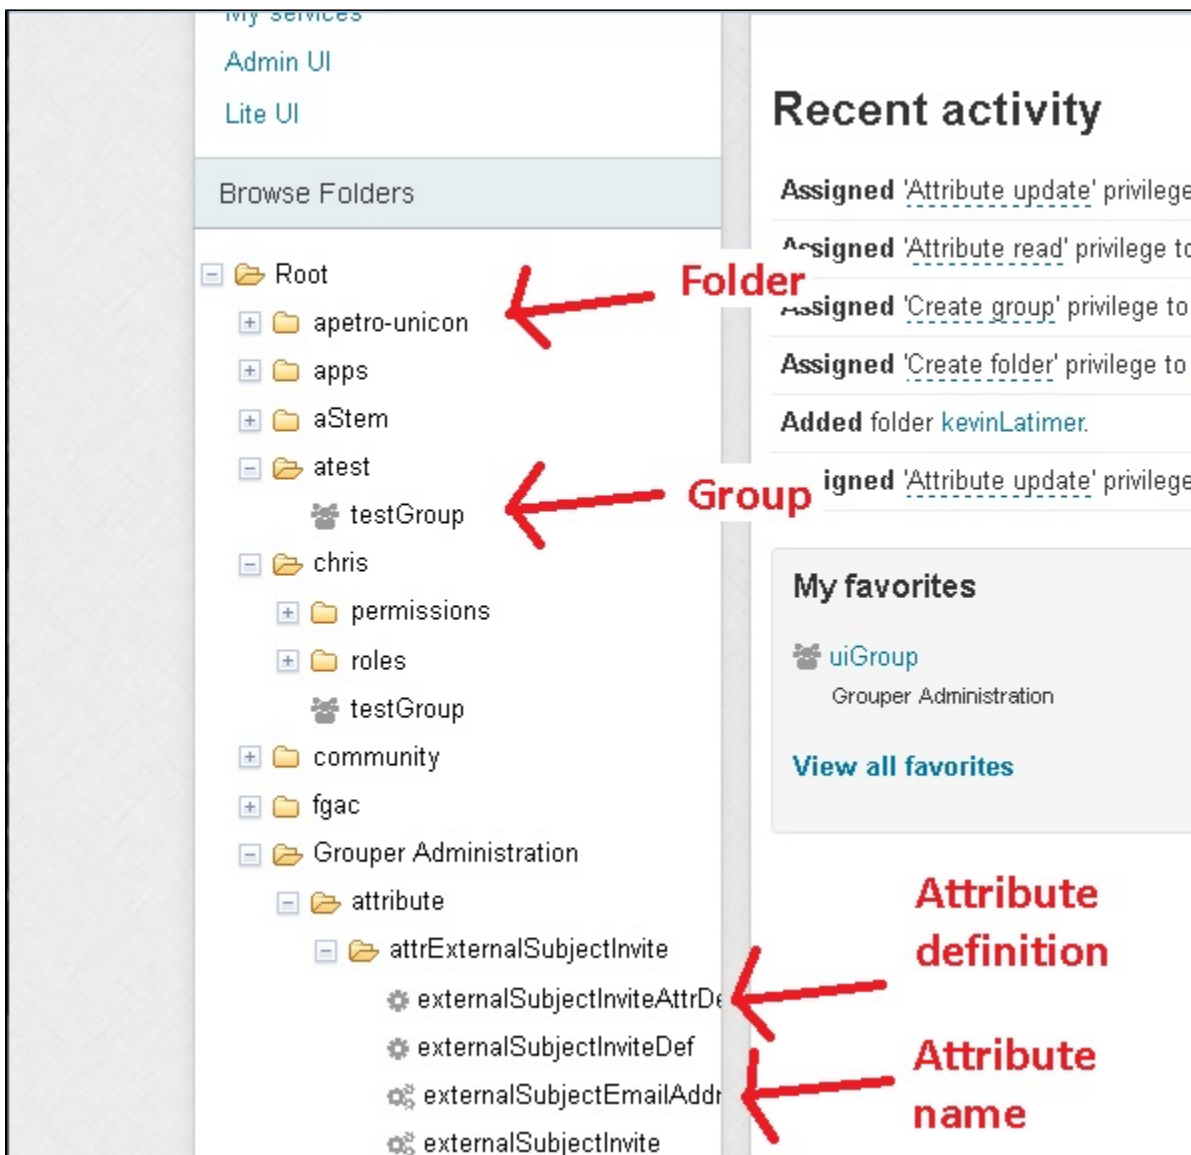 My services
Admin UI
Lite UI
Browse Folders
Root
apetro-unicon
apps
aStem
atest
testGroup
chris
permissions
roles
testGroup
community
fgac
Grouper Administration
attribute
attrExternalSubjectInvite
externalSubjectInviteAttrDe
externalSubjectInviteDef
externalSubjectEmailAddr
externalSubjectInvite
Folder
Group
Attribute
definition
Attribute
name
Recent activity
Assigned 'Attribute update' privilege
Assigned 'Attribute read' privilege to
Assigned 'Create group' privilege to
Assigned 'Create folder' privilege to
Added folder kevinLatimer.
igned 'Attribute update' privilege
My favorites
uiGroup
Grouper Administration
View all favorites